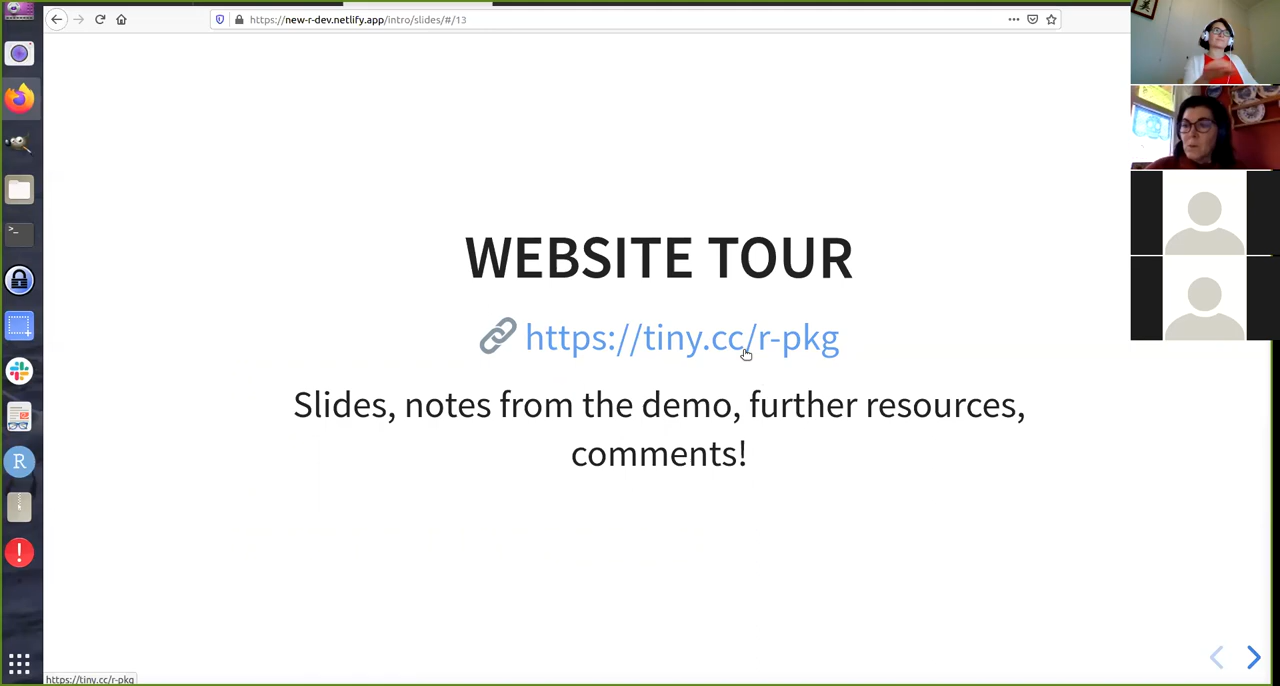 https://new-r-dev.netlify.app/intro/slides/#/13
WEBSITE TOUR
https://tiny.cc/r-pkg
Slides, notes from the demo, further resources,
comments!
https://tiny.cc/r-pkg
>_
R
!